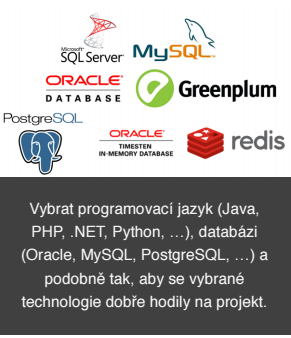 Microsoft
SQL Server
MySQL
ORACLE
DATABASE
Greenplum
PostgreSQL
ORACLE
TIMESTEN
IN-MEMORY DATABASE
redis
Vybrat programovací jazyk (Java,
PHP, .NET, Python, …), databázi
(Oracle, MySQL, PostgreSQL, …) a
podobně tak, aby se vybrané
technologie dobře hodily na projekt.